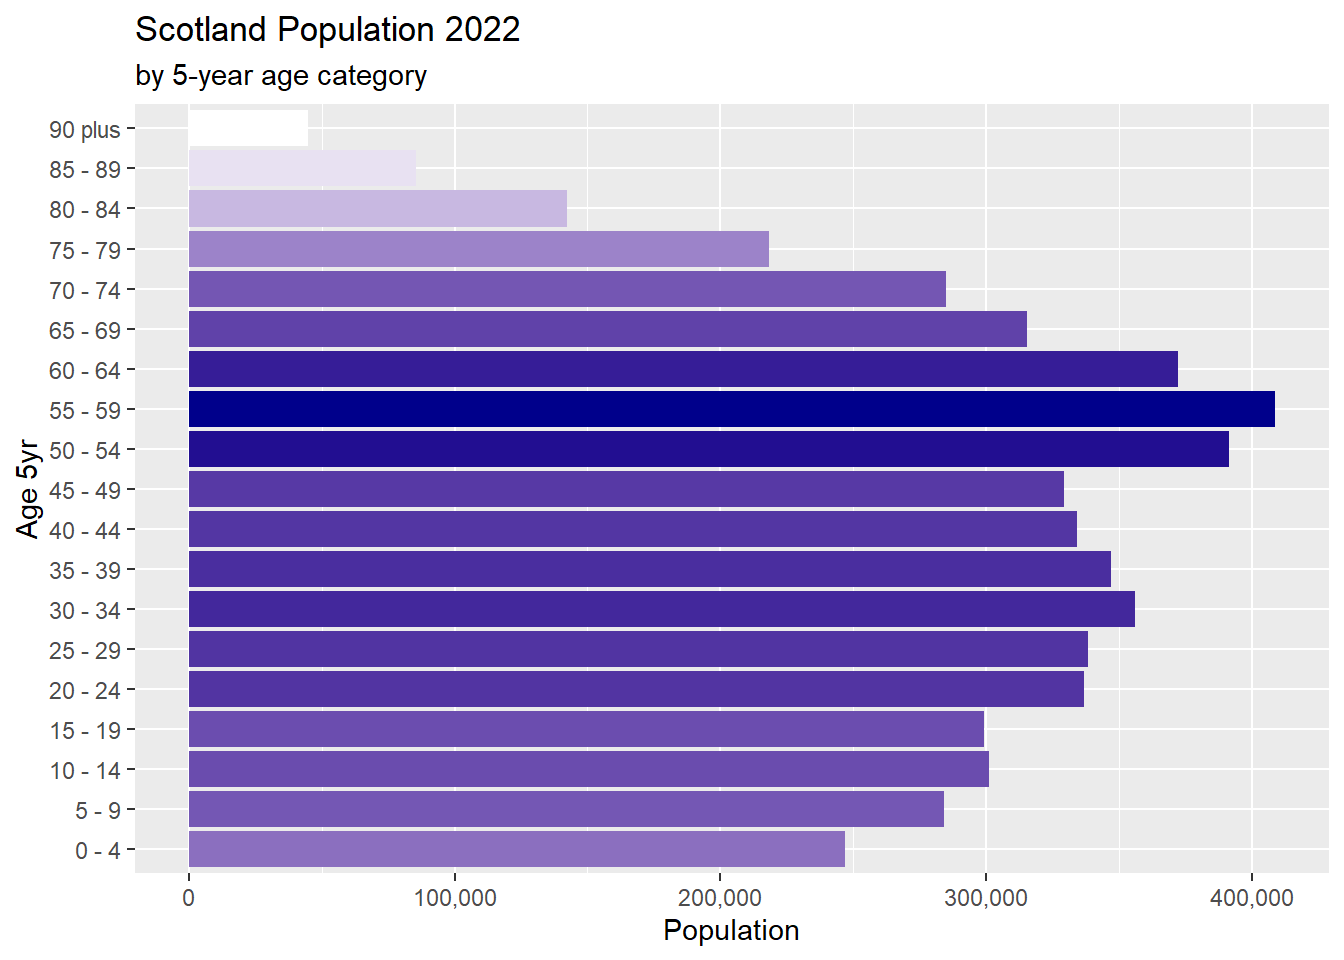 Scotland Population 2022
by 5-year age category
90 plus
85 - 89
80 - 84
75 - 79
70 - 74
65 - 69
60 - 64
55 - 59
50 - 54
45 - 49
40 - 44
35 - 39
30 - 34
25 - 29
20 - 24
15 - 19
10 - 14
5 - 9
0 - 4
Age 5yr
0 100,000 200,000 300,000 400,000
Population